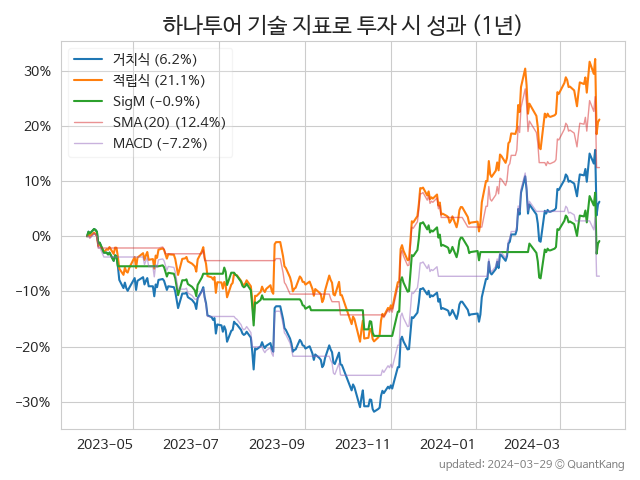 하나투어 기술 지표로 투자 시 성과 (1년)
거치식 (6.2%)
적립식 (21.1%)
SigM (−0.9%)
SMA(20) (12.4%)
MACD (−7.2%)
30%
20%
10%
0%
−10%
−20%
−30%
2023-05 2023-07 2023-09 2023-11 2024-01 2024-03
updated: 2024-03-29 © QuantKang